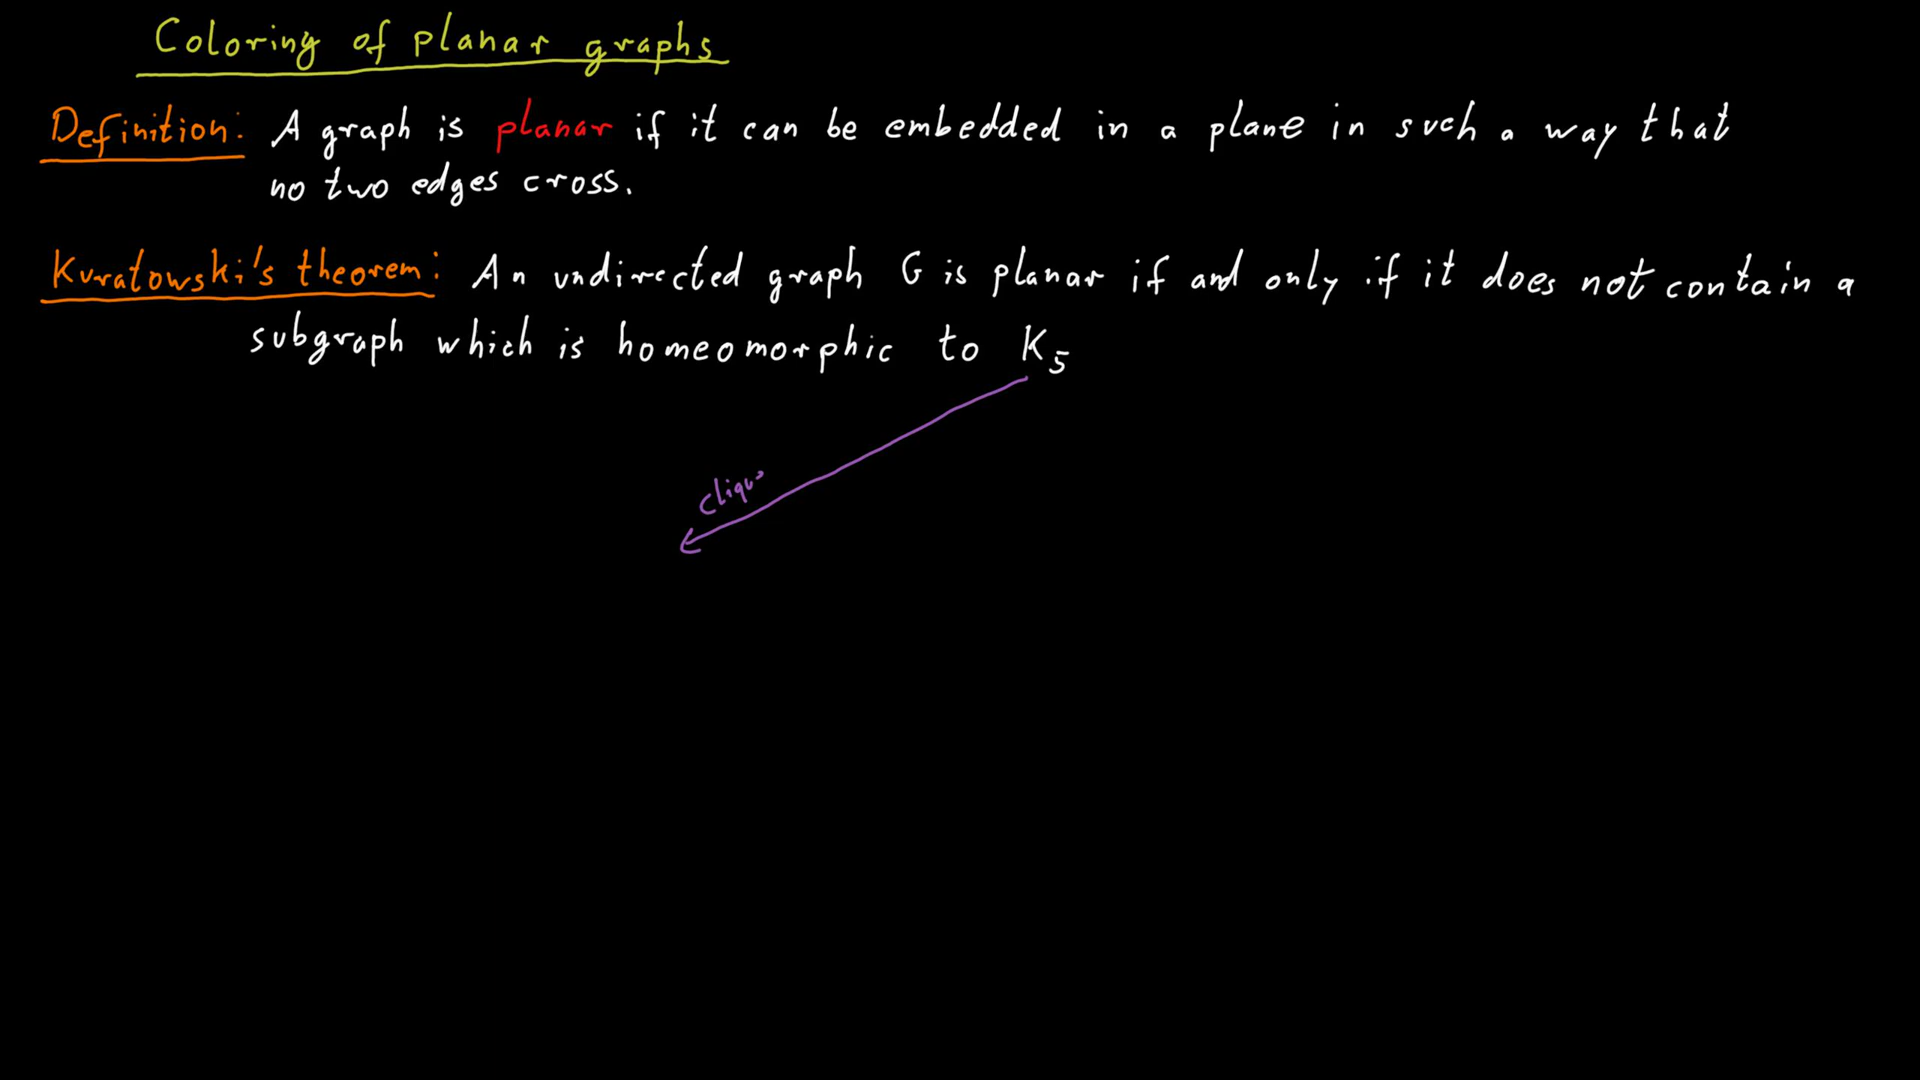 Coloring of planar graphs
Definition: A graph is planar if it can be embedded in a plane in such a way that
no two edges cross.
Kuratowski's theorem: An undirected graph G is planar if and only if it does not contain a
subgraph which is homeomorphic to K₅